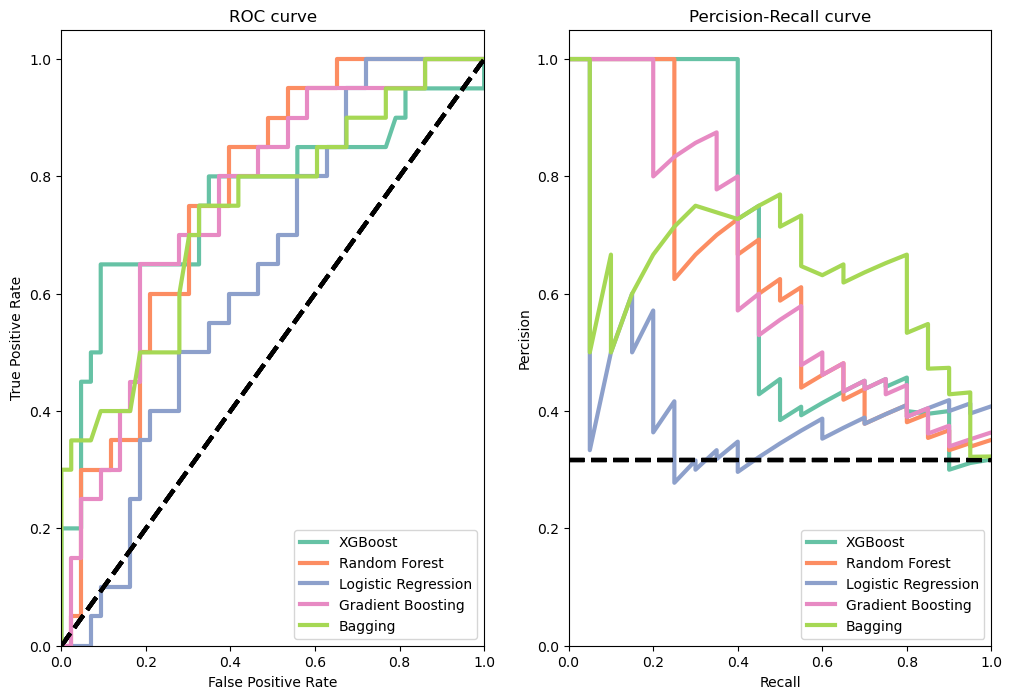 ROC curve
True Positive Rate
1.0
0.8
0.6
0.4
0.2
0.0
XGBoost
Random Forest
Logistic Regression
Gradient Boosting
Bagging
0.0 0.2 0.4 0.6 0.8 1.0
False Positive Rate
Percision-Recall curve
Percision
1.0
0.8
0.6
0.4
0.2
0.0
XGBoost
Random Forest
Logistic Regression
Gradient Boosting
Bagging
0.0 0.2 0.4 0.6 0.8 1.0
Recall